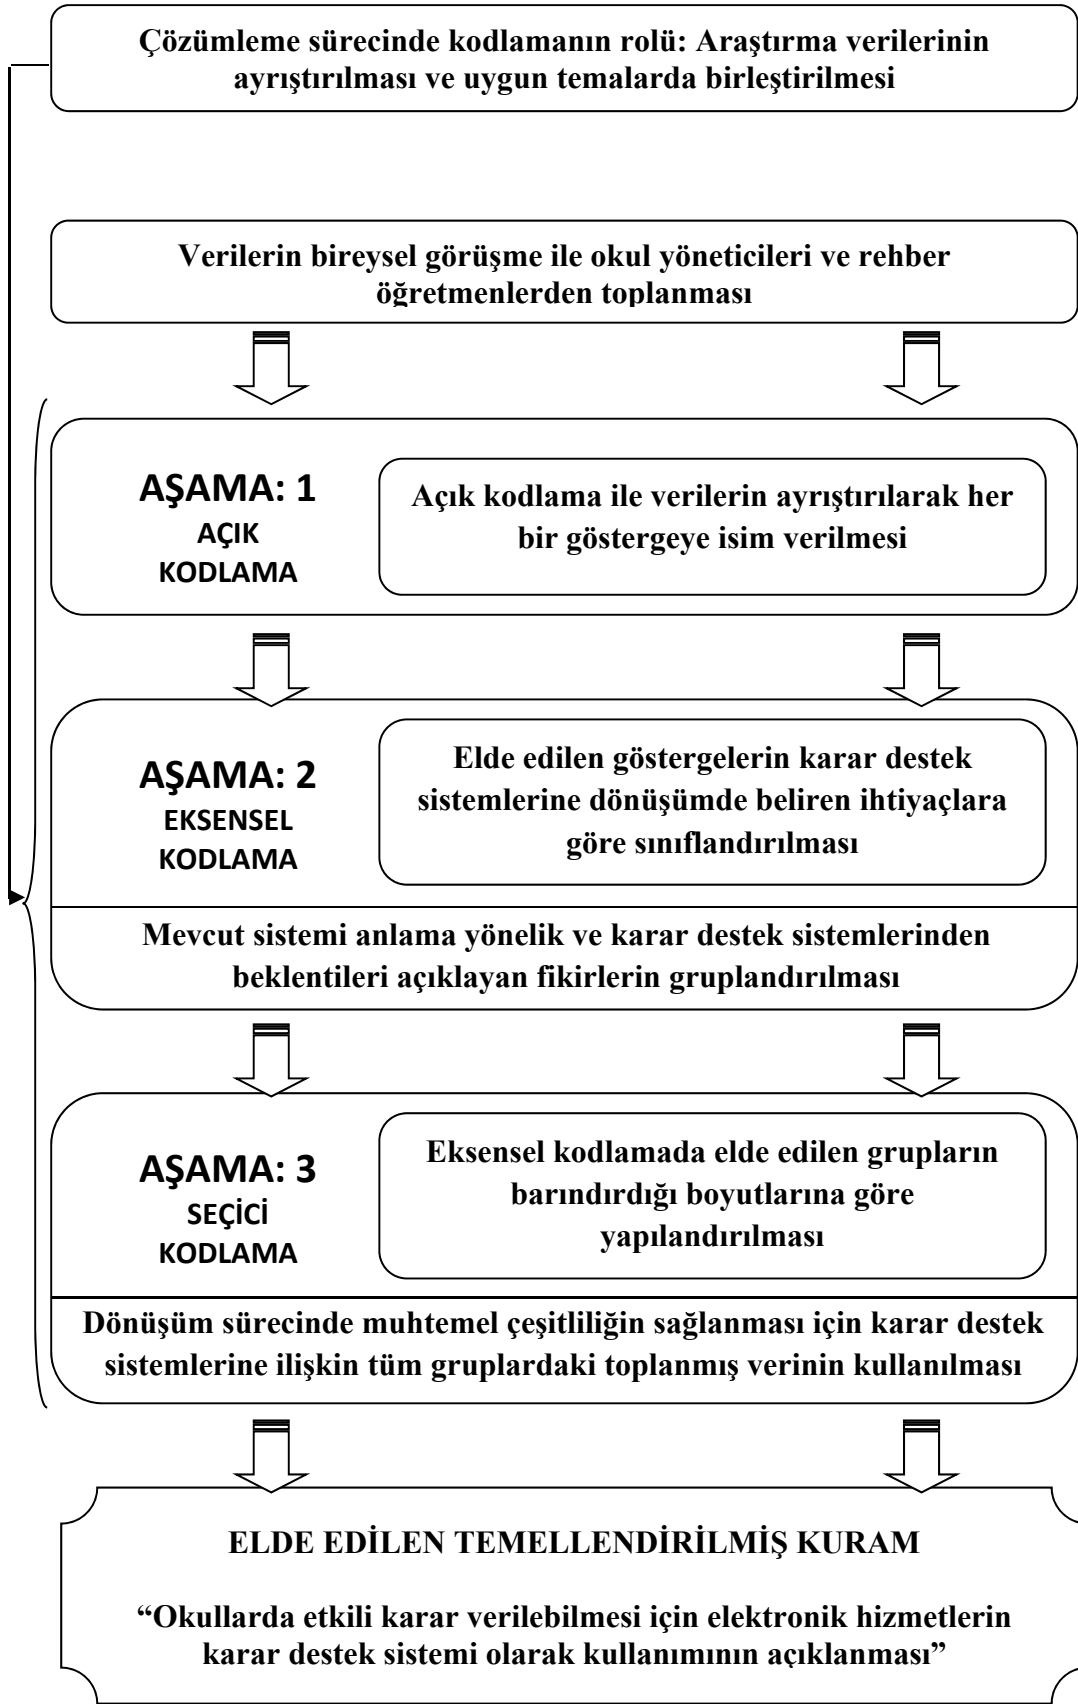 Çözümleme sürecinde kodlamanın rolü: Araştırma verilerinin
ayrıştırılması ve uygun temalarda birleştirilmesi
Verilerin bireysel görüşme ile okul yöneticileri ve rehber
öğretmenlerden toplanması
AŞAMA: 1
AÇIK
KODLAMA
Açık kodlama ile verilerin ayrıştırılarak her
bir göstergeye isim verilmesi
AŞAMA: 2
EKSENSEL
KODLAMA
Elde edilen göstergelerin karar destek
sistemlerine dönüşümde beliren ihtiyaçlara
göre sınıflandırılması
Mevcut sistemi anlama yönelik ve karar destek sistemlerinden
beklentileri açıklayan fikirlerin gruplandırılması
AŞAMA: 3
SEÇİCİ
KODLAMA
Eksensel kodlamada elde edilen grupların
barındırdığı boyutlarına göre
yapılandırılması
Dönüşüm sürecinde muhtemel çeşitliliğin sağlanması için karar destek
sistemlerine ilişkin tüm gruplardaki toplanmış verinin kullanılması
ELDE EDİLEN TEMELLENDİRİLMİŞ KURAM
“Okullarda etkili karar verilebilmesi için elektronik hizmetlerin
karar destek sistemi olarak kullanımının açıklanması”